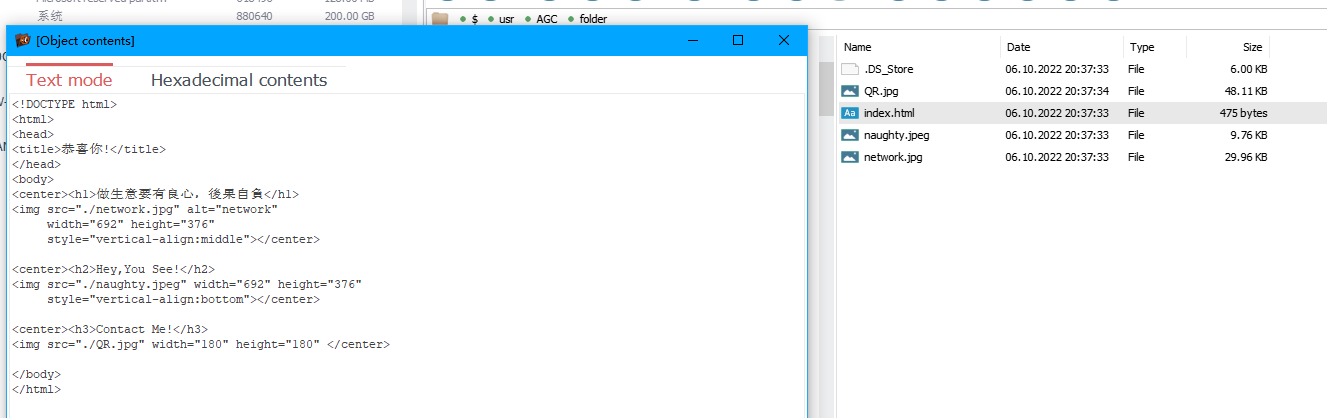 系统
880640
200.00 GB
$ usr AGC folder
[Object contents]
Text mode Hexadecimal contents
<!DOCTYPE html>
<html>
<head>
<title>恭喜你!</title>
</head>
<body>
<center><h1>做生意要有良心，後果自負</h1>
<img src="./network.jpg" alt="network"
width="692" height="376"
style="vertical-align:middle"></center>
<center><h2>Hey,You See!</h2>
<img src="./naughty.jpeg" width="692" height="376"
style="vertical-align:bottom"></center>
<center><h3>Contact Me!</h3>
<img src="./QR.jpg" width="180" height="180" </center>
</body>
</html>
Name Date Type Size
.DS_Store 06.10.2022 20:37:33 File 6.00 KB
QR.jpg 06.10.2022 20:37:34 File 48.11 KB
index.html 06.10.2022 20:37:33 File 475 bytes
naughty.jpeg 06.10.2022 20:37:33 File 9.76 KB
network.jpg 06.10.2022 20:37:33 File 29.96 KB